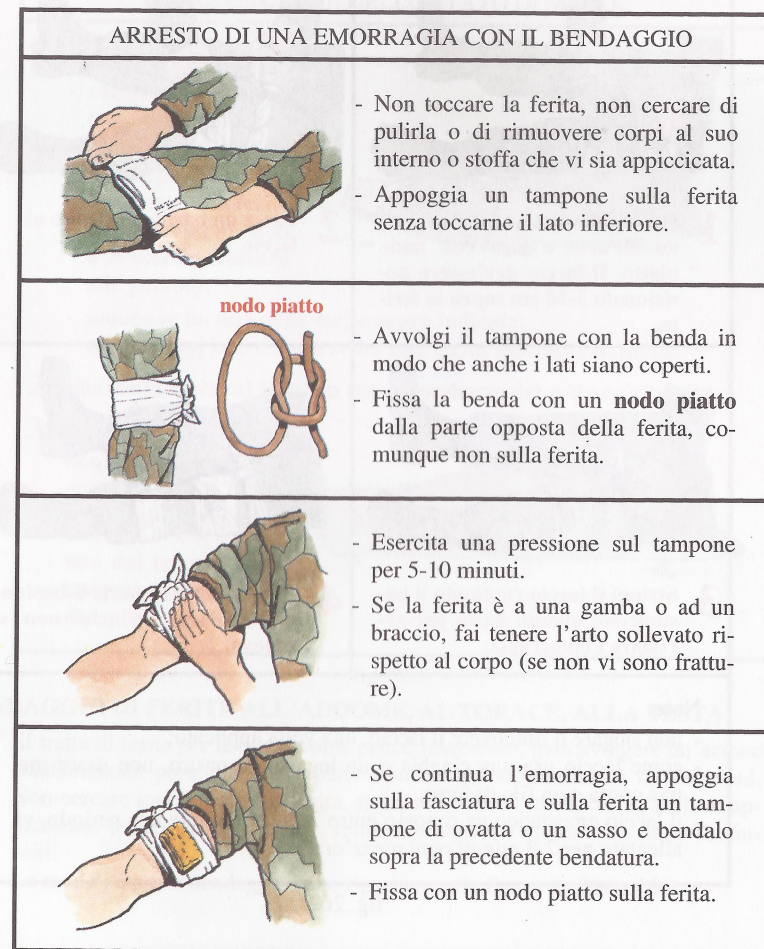 ARRESTO DI UNA EMORRAGIA CON IL BENDAGGIO
- Non toccare la ferita, non cercare di
pulirla o di rimuovere corpi al suo
interno o stoffa che vi sia appiccicata.
- Appoggia un tampone sulla ferita
senza toccarne il lato inferiore.
nodo piatto
- Avvolgi il tampone con la benda in
modo che anche i lati siano coperti.
- Fissa la benda con un nodo piatto
dalla parte opposta della ferita, co-
munque non sulla ferita.
- Esercita una pressione sul tampone
per 5-10 minuti.
- Se la ferita è a una gamba o ad un
braccio, fai tenere l'arto sollevato ri-
spetto al corpo (se non vi sono frattu-
re).
- Se continua l'emorragia, appoggia
sulla fasciatura e sulla ferita un tam-
pone di ovatta o un sasso e bendalo
sopra la precedente bendatura.
- Fissa con un nodo piatto sulla ferita.